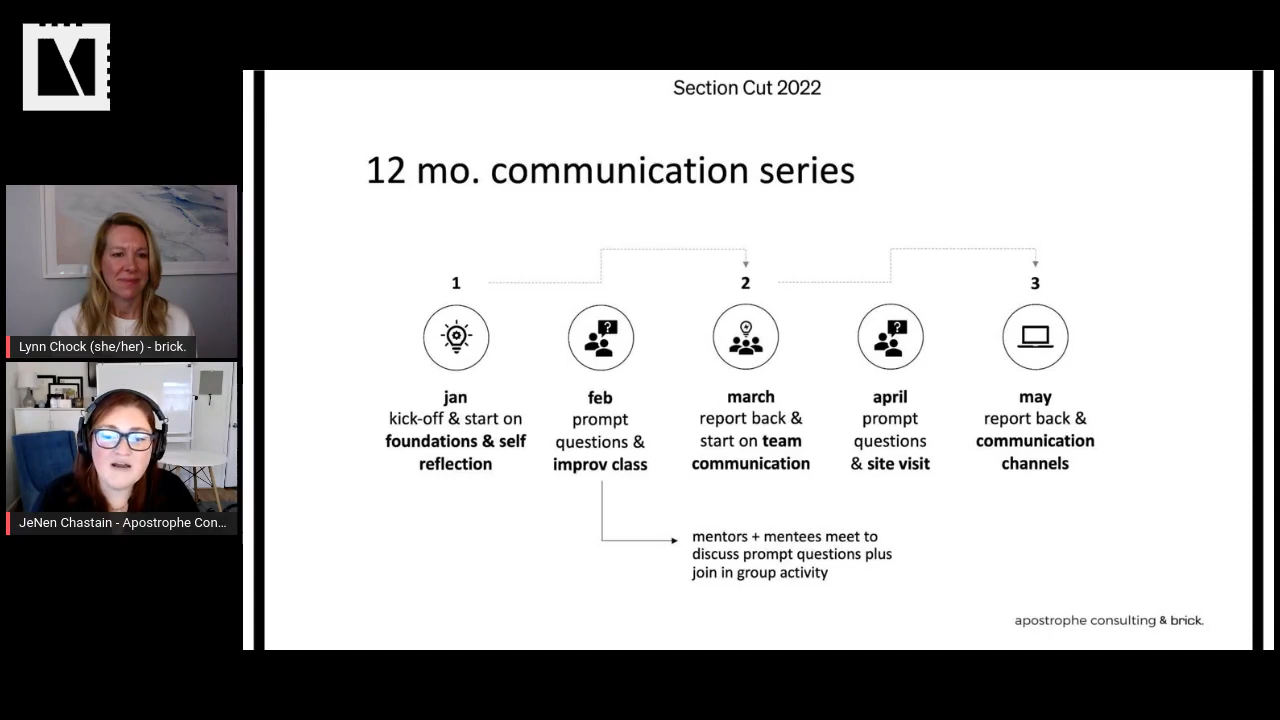 Section Cut 2022
12 mo. communication series
1
2
3
?
?
jan
kick-off & start on
foundations & self
reflection
feb
prompt
questions &
improv class
march
report back &
start on team
communication
april
prompt
questions
& site visit
may
report back &
communication
channels
mentors + mentees meet to
discuss prompt questions plus
join in group activity
apostrophe consulting & brick.
Lynn Chock (she/her) - brick.
JeNen Chastain - Apostrophe Con...